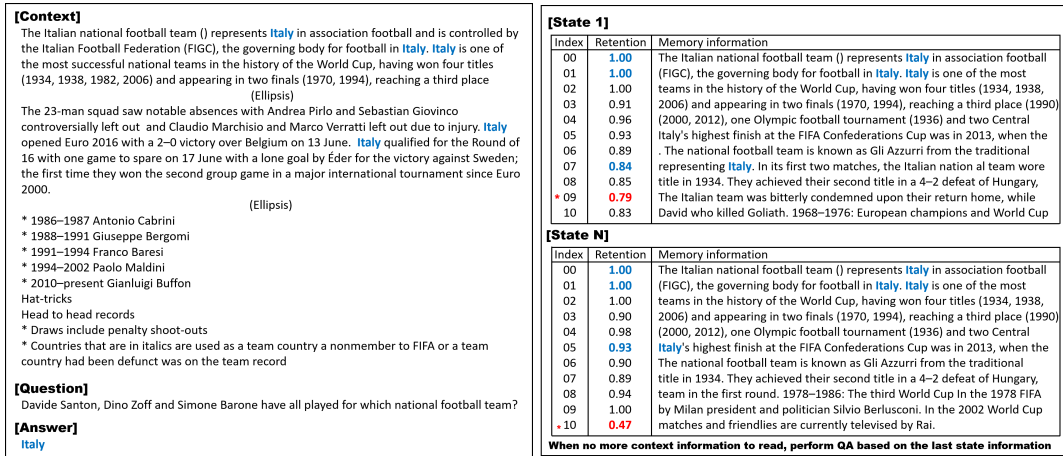 [Context]
The Italian national football team () represents Italy in association football and is controlled by
the Italian Football Federation (FIGC), the governing body for football in Italy. Italy is one of
the most successful national teams in the history of the World Cup, having won four titles
(1934, 1938, 1982, 2006) and appearing in two finals (1970, 1994), reaching a third place
(Ellipsis)
The 23-man squad saw notable absences with Andrea Pirlo and Sebastian Giovinco
controversially left out and Claudio Marchisio and Marco Verratti left out due to injury. Italy
opened Euro 2016 with a 2–0 victory over Belgium on 13 June. Italy qualified for the Round of
16 with one game to spare on 17 June with a lone goal by Éder for the victory against Sweden;
the first time they won the second group game in a major international tournament since Euro
2000.
(Ellipsis)
* 1986–1987 Antonio Cabrini
* 1988–1991 Giuseppe Bergomi
* 1991–1994 Franco Baresi
* 1994–2002 Paolo Maldini
* 2010–present Gianluigi Buffon
Hat-tricks
Head to head records
* Draws include penalty shoot-outs
* Countries that are in italics are used as a team country a nonmember to FIFA or a team
country had been defunct was on the team record
[Question]
Davide Santon, Dino Zoff and Simone Barone have all played for which national football team?
[Answer]
Italy
[State 1]
Index Retention Memory information
00 1.00 The Italian national football team () represents Italy in association football
01 1.00 (FIGC), the governing body for football in Italy. Italy is one of the most
02 1.00 teams in the history of the World Cup, having won four titles (1934, 1938,
03 0.91 2006) and appearing in two finals (1970, 1994), reaching a third place (1990)
04 0.96 (2000, 2012), one Olympic football tournament (1936) and two Central
05 0.93 Italy's highest finish at the FIFA Confederations Cup was in 2013, when the
06 0.89 . The national team is known as Gli Azzurri from the traditional
07 0.84 representing Italy. In its first two matches, the Italian nation al team wore
08 0.85 title in 1934. They achieved their second title in a 4–2 defeat of Hungary,
* 09 0.79 The Italian team was bitterly condemned upon their return home, while
10 0.83 David who killed Goliath. 1968–1976: European champions and World Cup
[State N]
Index Retention Memory information
00 1.00 The Italian national football team () represents Italy in association football
01 1.00 (FIGC), the governing body for football in Italy. Italy is one of the most
02 1.00 teams in the history of the World Cup, having won four titles (1934, 1938,
03 0.90 2006) and appearing in two finals (1970, 1994), reaching a third place (1990)
04 0.98 (2000, 2012), one Olympic football tournament (1936) and two Central
05 0.93 Italy's highest finish at the FIFA Confederations Cup was in 2013, when the
06 0.90 The national team is known as Gli Azzurri from the traditional
07 0.89 title in 1934. They achieved their second title in a 4–2 defeat of Hungary,
08 0.94 team in the first round. 1978–1986: The third World Cup In the 1978 FIFA
09 1.00 by Milan president and politician Silvio Berlusconi. In the 2002 World Cup
* 10 0.47 matches and friendlies are currently televised by Rai.
When no more context information to read, perform QA based on the last state information